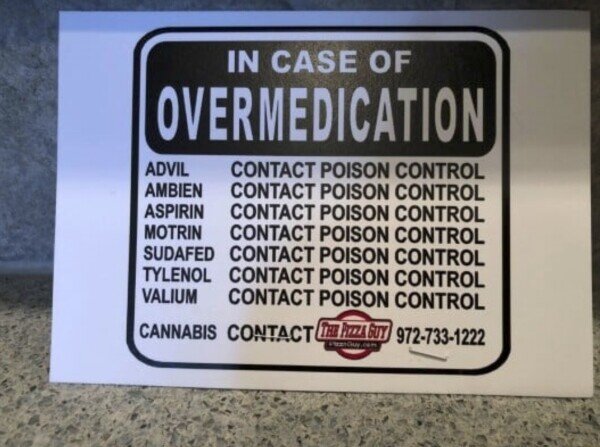 IN CASE OF
OVERMEDICATION
ADVIL CONTACT POISON CONTROL
AMBIEN CONTACT POISON CONTROL
ASPIRIN CONTACT POISON CONTROL
MOTRIN CONTACT POISON CONTROL
SUDAFED CONTACT POISON CONTROL
TYLENOL CONTACT POISON CONTROL
VALIUM CONTACT POISON CONTROL
CANNABIS CONTACT THE PIZZA GUY 972-733-1222
PizzaGuy.com